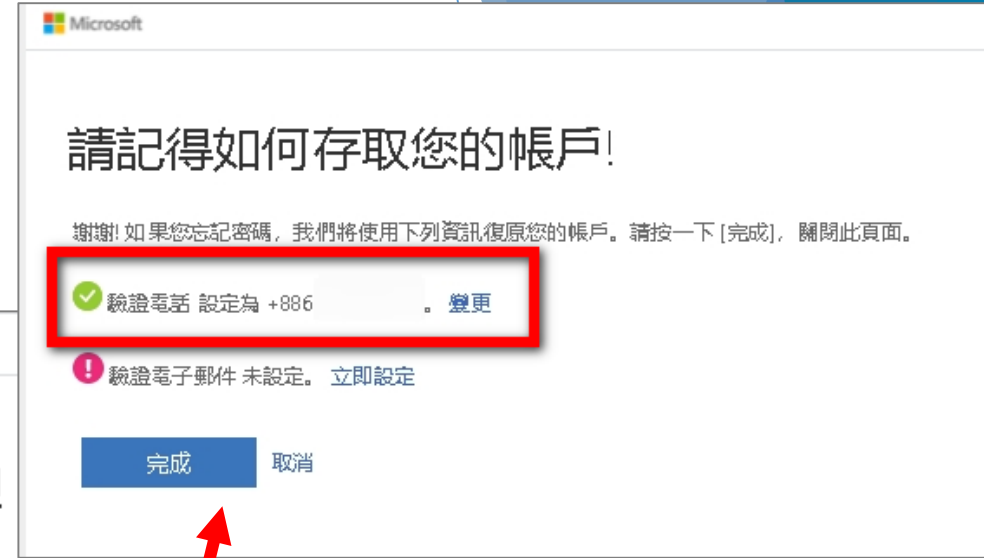 Microsoft
請記得如何存取您的帳戶!
謝謝! 如果您忘記密碼，我們將使用下列資訊復原您的帳戶。請按一下 [完成]，關閉此頁面。
驗證電話 設定為 +886 。 變更
驗證電子郵件 未設定。 立即設定
完成 取消